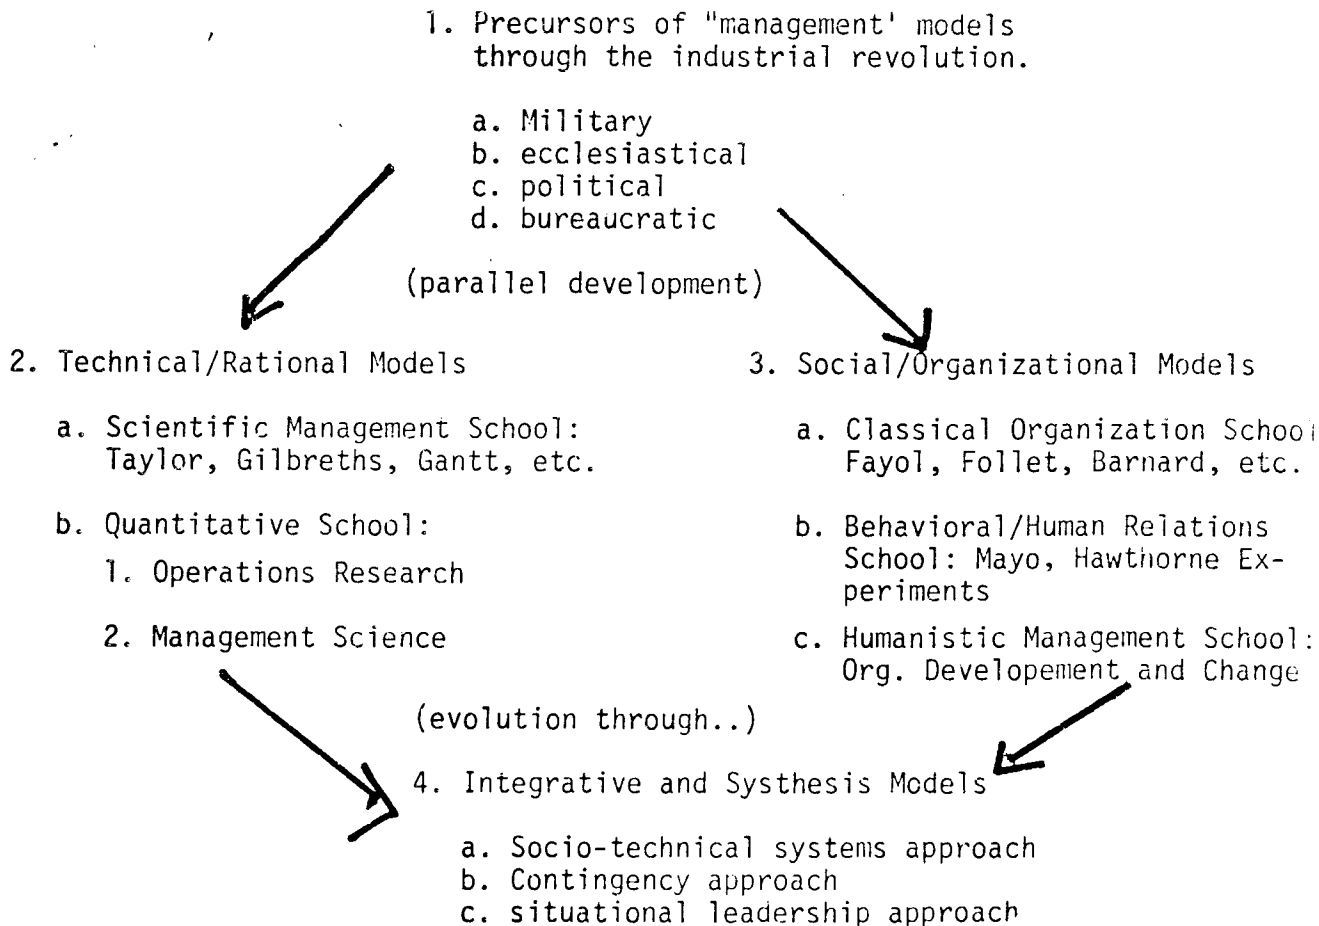 1. Precursors of "management' models
through the industrial revolution.
a. Military
b. ecclesiastical
c. political
d. bureaucratic
(parallel development)
2. Technical/Rational Models
a. Scientific Management School:
Taylor, Gilbreths, Gantt, etc.
b. Quantitative School:
1. Operations Research
2. Management Science
3. Social/Organizational Models
a. Classical Organization School
Fayol, Follet, Barnard, etc.
b. Behavioral/Human Relations
School: Mayo, Hawthorne Ex-
periments
c. Humanistic Management School:
Org. Developement and Change
(evolution through..)
4. Integrative and Systhesis Models
a. Socio-technical systems approach
b. Contingency approach
c. situational leadership approach